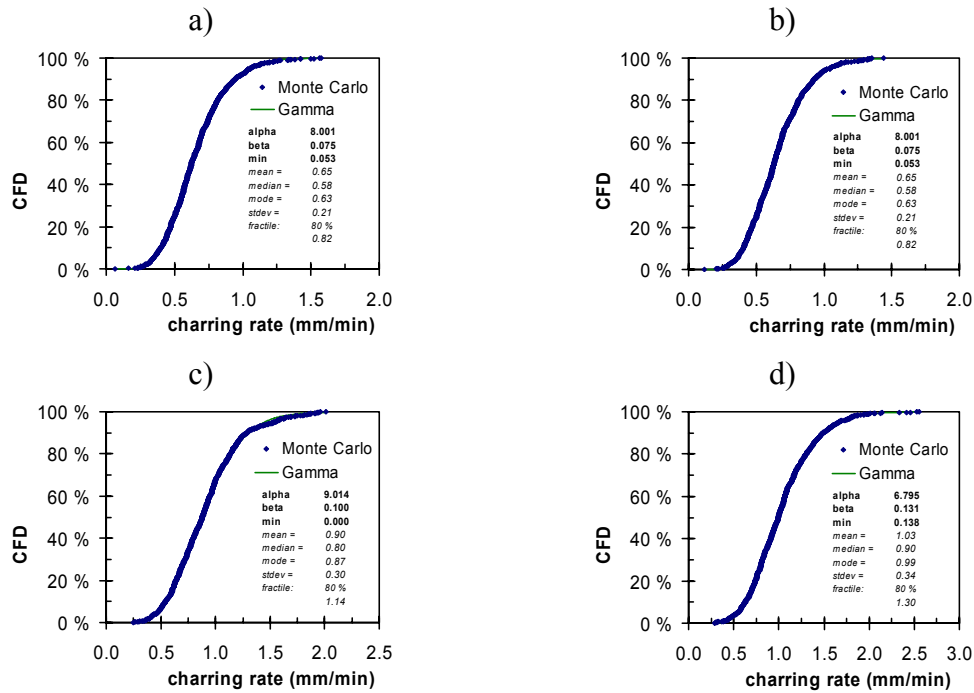 a)
100 %
80 %
60 %
40 %
20 %
0 %
CFD
Monte Carlo
Gamma
alpha 8.001
beta 0.075
min 0.053
mean = 0.65
median = 0.58
mode = 0.63
stdev = 0.21
fractile: 80 %
0.82
0.0 0.5 1.0 1.5 2.0
charring rate (mm/min)
b)
100 %
80 %
60 %
40 %
20 %
0 %
CFD
Monte Carlo
Gamma
alpha 8.001
beta 0.075
min 0.053
mean = 0.65
median = 0.58
mode = 0.63
stdev = 0.21
fractile: 80 %
0.82
0.0 0.5 1.0 1.5 2.0
charring rate (mm/min)
c)
100 %
80 %
60 %
40 %
20 %
0 %
CFD
Monte Carlo
Gamma
alpha 9.014
beta 0.100
min 0.000
mean = 0.90
median = 0.80
mode = 0.87
stdev = 0.30
fractile: 80 %
1.14
0.0 0.5 1.0 1.5 2.0 2.5
charring rate (mm/min)
d)
100 %
80 %
60 %
40 %
20 %
0 %
CFD
Monte Carlo
Gamma
alpha 6.795
beta 0.131
min 0.138
mean = 1.03
median = 0.90
mode = 0.99
stdev = 0.34
fractile: 80 %
1.30
0.0 0.5 1.0 1.5 2.0 2.5 3.0
charring rate (mm/min)